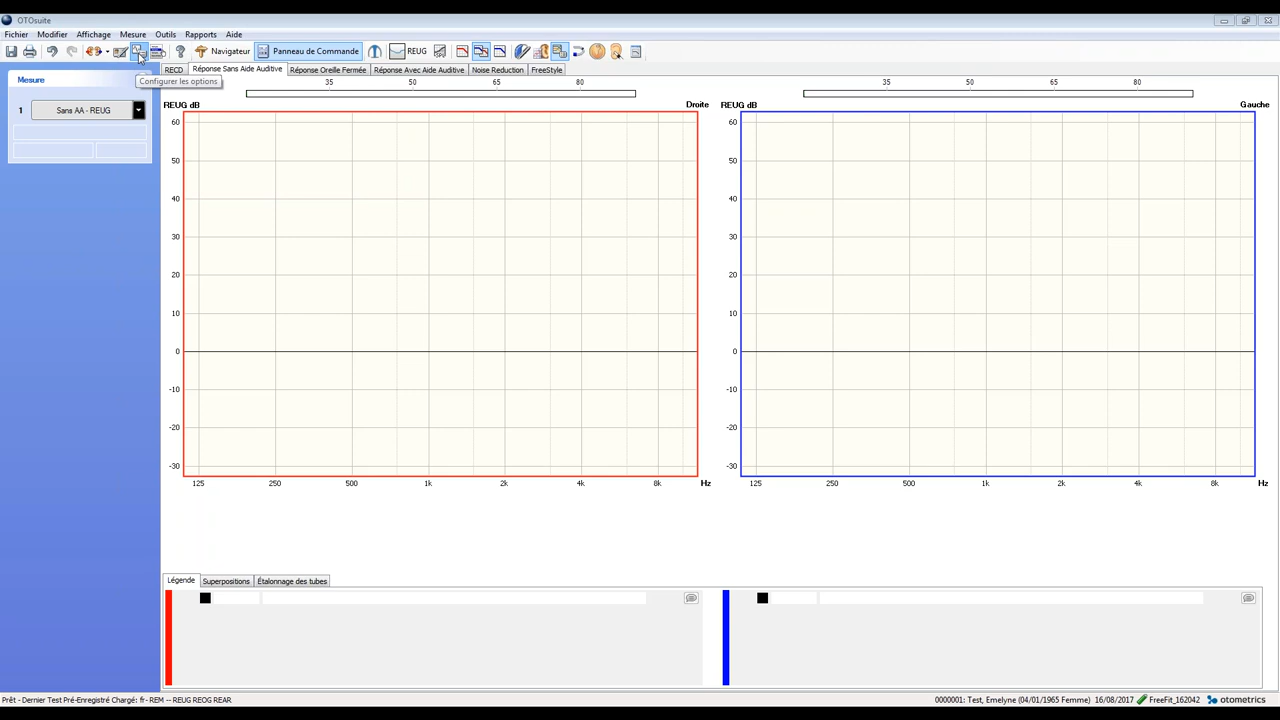 OTOsuite
Fichier Modifier Affichage Mesure Outils Rapports Aide
Navigateur Panneau de Commande REUG
Mesure
Configurer les options
RECD Réponse Sans Aide Auditive Réponse Oreille Fermée Réponse Avec Aide Auditive Noise Reduction FreeStyle
1 Sans AA - REUG
35 50 65 80
REUG dB Droite
60
50
40
30
20
10
0
-10
-20
-30
125 250 500 1k 2k 4k 8k Hz
35 50 65 80
REUG dB Gauche
60
50
40
30
20
10
0
-10
-20
-30
125 250 500 1k 2k 4k 8k Hz
Légende Superpositions Étalonnage des tubes
Prêt - Dernier Test Pré-Enregistré Chargé: fr - REM -- REUG REOG REAR 0000001: Test, Emelyne (04/01/1965 Femme) 16/08/2017 FreeFit_162042 otometrics